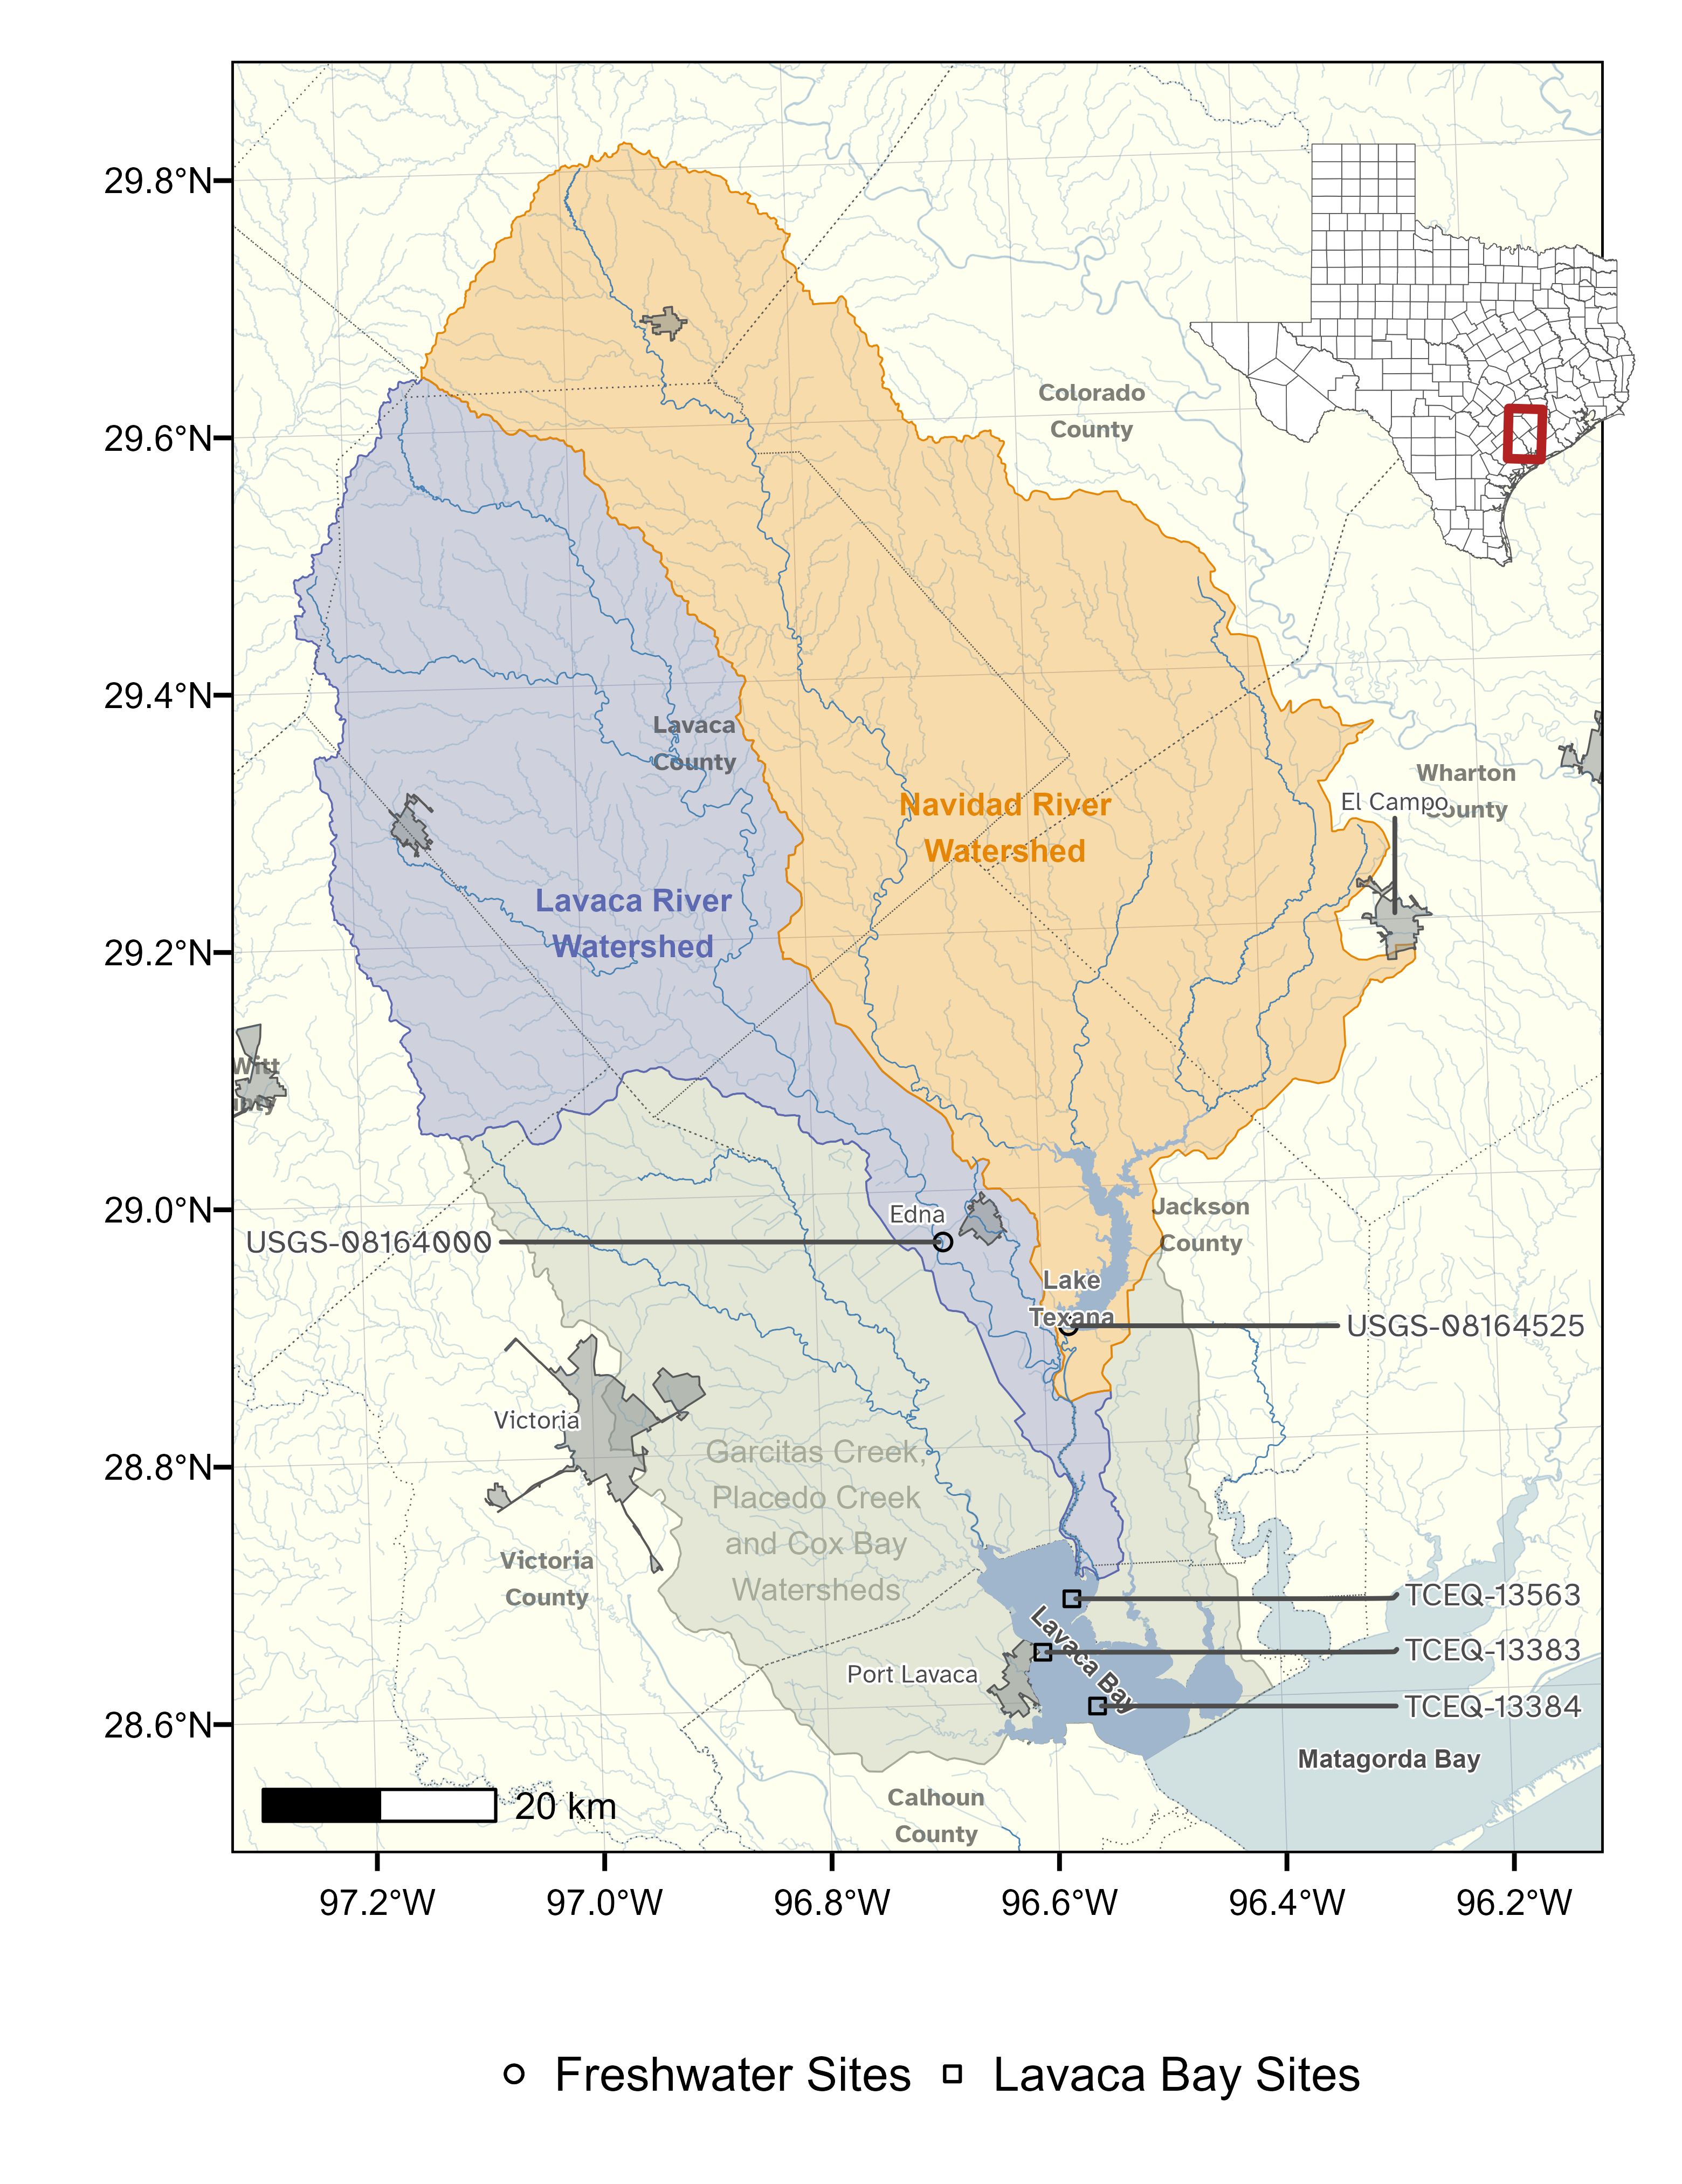 29.8°N
29.6°N
29.4°N
29.2°N
29.0°N
28.8°N
28.6°N
Colorado
County
Lavaca
County
Wharton
County
El Campo
Navidad River
Watershed
Lavaca River
Watershed
Witt
Edna
Jackson
County
USGS-08164000
Lake
Texana
USGS-08164525
Victoria
Garcitas Creek,
Placedo Creek
and Cox Bay
Watersheds
Victoria
County
TCEQ-13563
Lavaca Bay
TCEQ-13383
Port Lavaca
TCEQ-13384
Matagorda Bay
Calhoun
County
20 km
97.2°W
97.0°W
96.8°W
96.6°W
96.4°W
96.2°W
Freshwater Sites
Lavaca Bay Sites